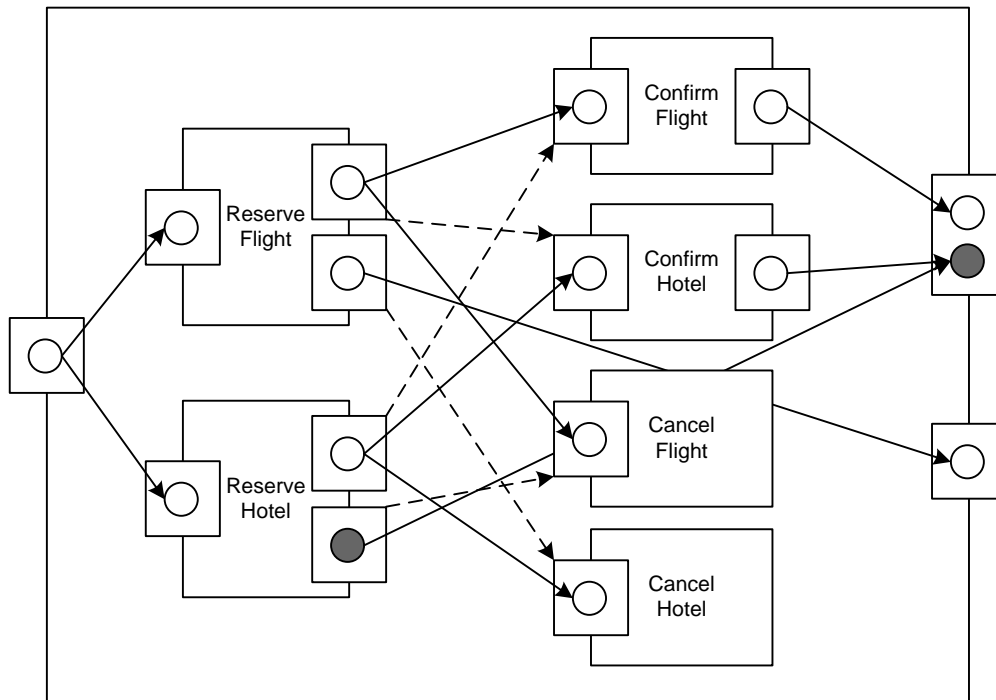 Reserve
Flight
Reserve
Hotel
Confirm
Flight
Confirm
Hotel
Cancel
Flight
Cancel
Hotel